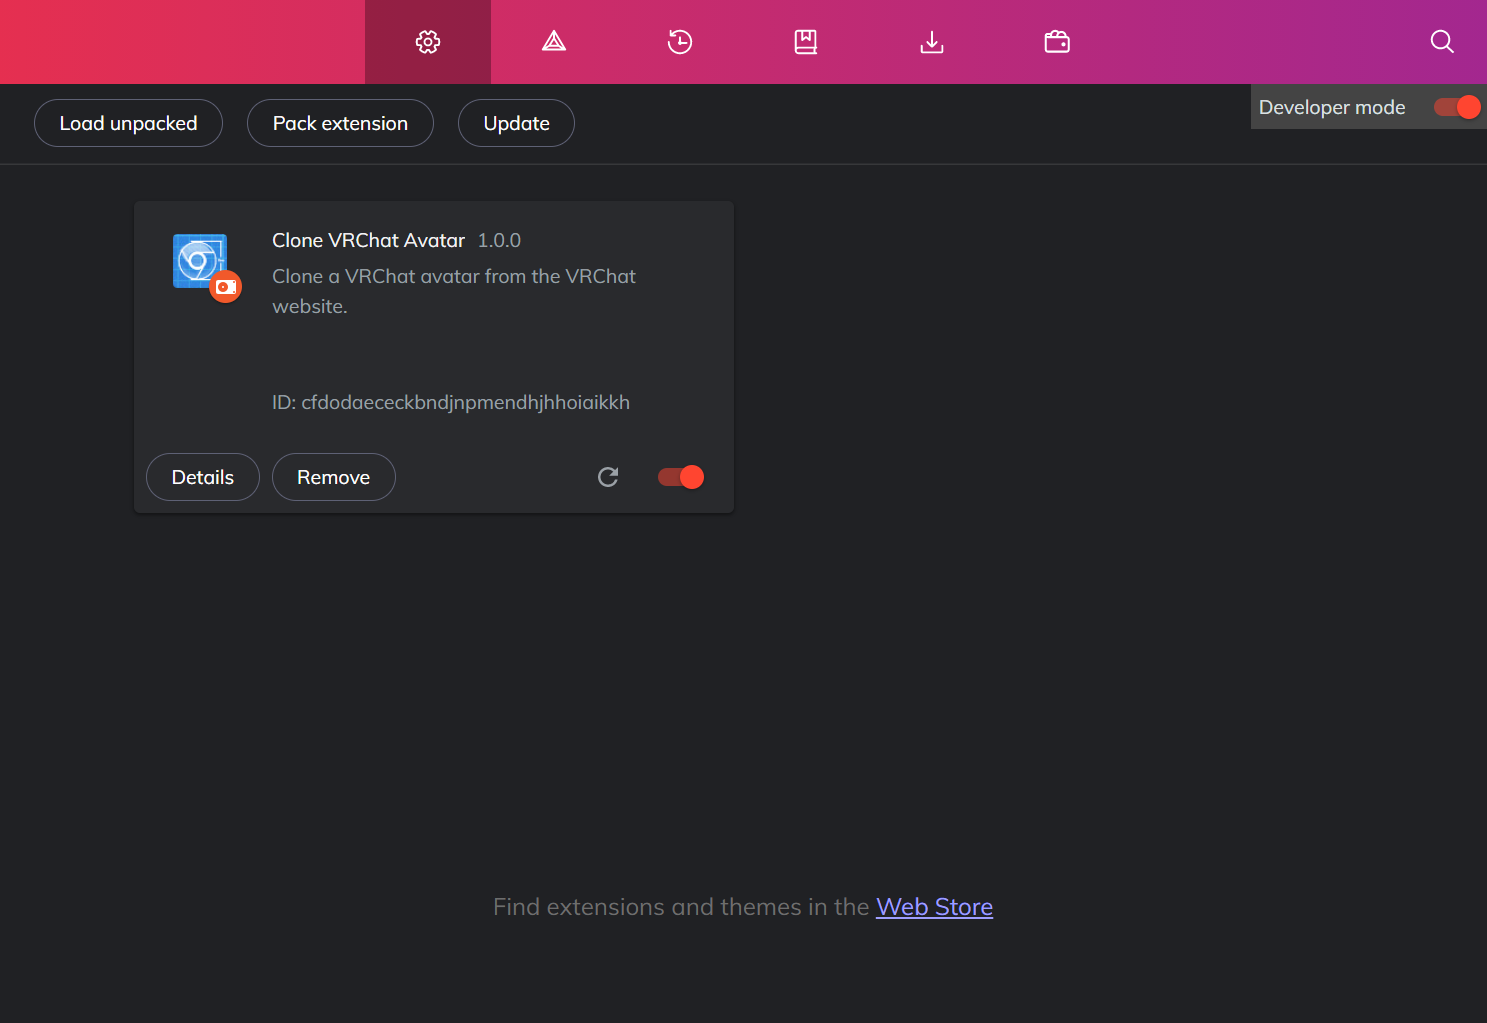 Load unpacked
Pack extension
Update
Developer mode
Clone VRChat Avatar 1.0.0
Clone a VRChat avatar from the VRChat
website.
ID: cfdodaececkbndjnpmendhjhhoiaikkh
Details
Remove
Find extensions and themes in the Web Store